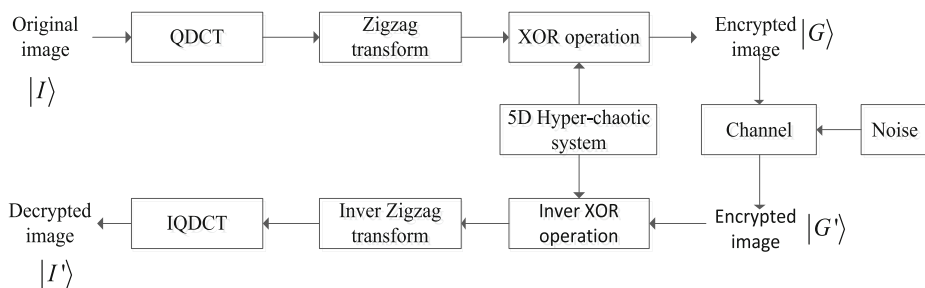 Original
image
|I⟩
QDCT
Zigzag
transform
XOR operation
Encrypted
image
|G⟩
5D Hyper-chaotic
system
Channel
Noise
Decrypted
image
|I'⟩
IQDCT
Inver Zigzag
transform
Inver XOR
operation
Encrypted
image
|G'⟩